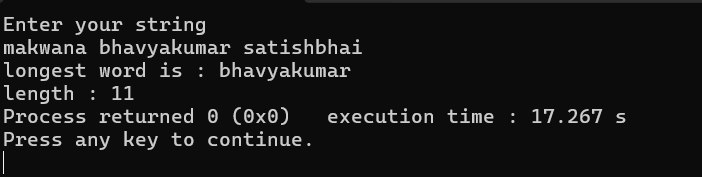 Enter your string
makwana bhavyakumar satishbhai
longest word is : bhavyakumar
length : 11
Process returned 0 (0x0)   execution time : 17.267 s
Press any key to continue.